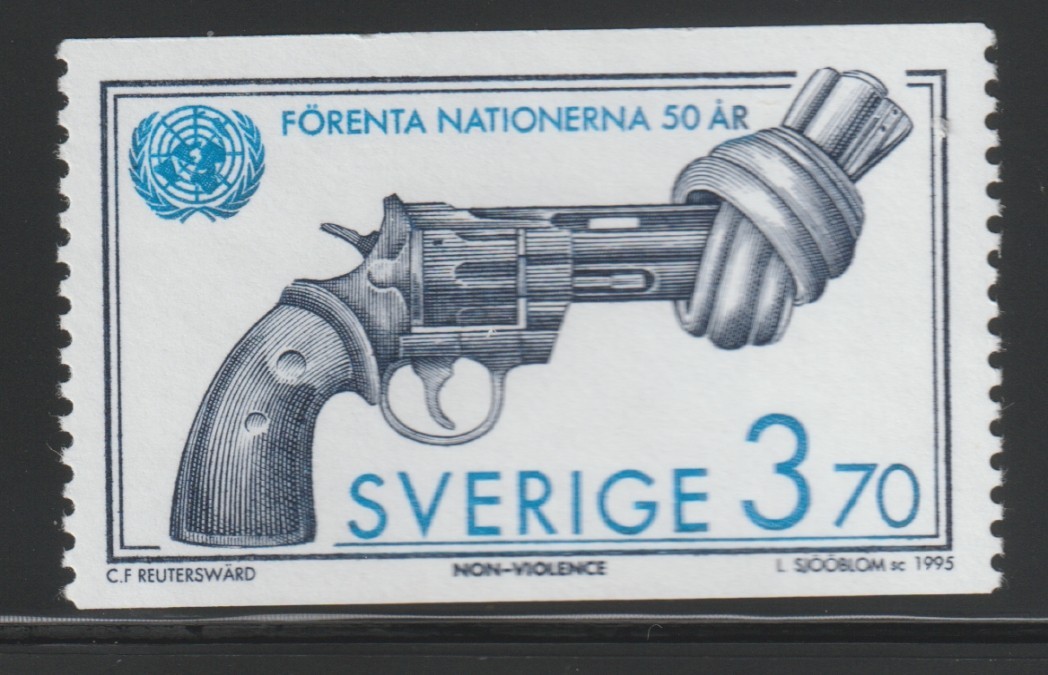 FÖRENTA NATIONERNA 50 ÅR
SVERIGE 3 70
C.F REUTERSWÄRD NON-VIOLENCE L. SJÖÖBLOM sc 1995